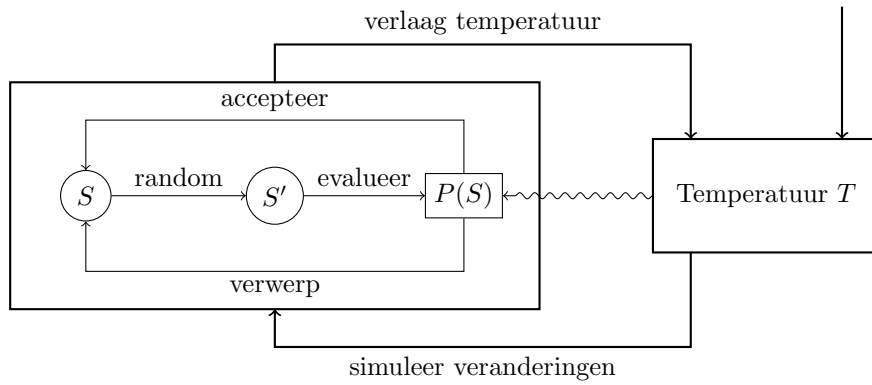 verlaag temperatuur
accepteer
S
random
S′
evalueer
P(S)
Temperatuur T
verwerp
simuleer veranderingen